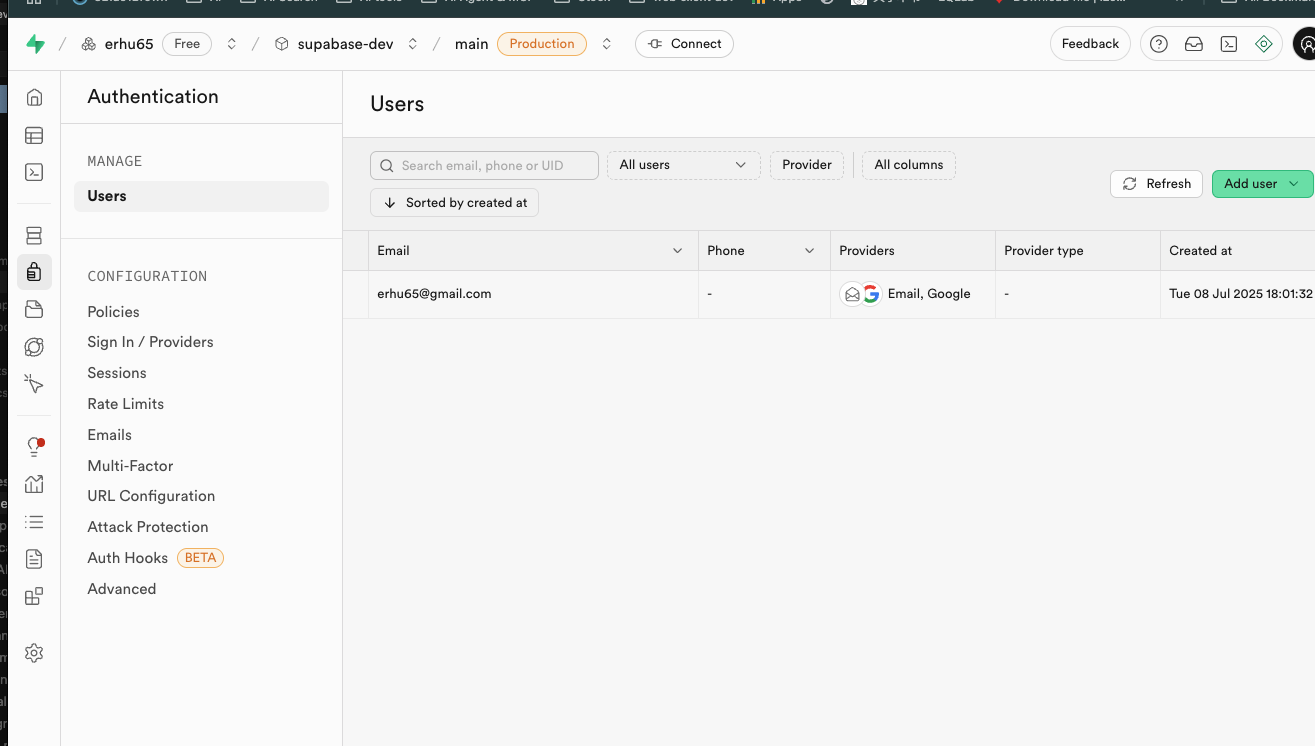 erhu65 Free supabase-dev main Production Connect Feedback
Authentication
MANAGE
Users
CONFIGURATION
Policies
Sign In / Providers
Sessions
Rate Limits
Emails
Multi-Factor
URL Configuration
Attack Protection
Auth Hooks BETA
Advanced
Users
Search email, phone or UID All users Provider All columns
Sorted by created at
Refresh Add user
Email Phone Providers Provider type Created at
erhu65@gmail.com - Email, Google - Tue 08 Jul 2025 18:01:32